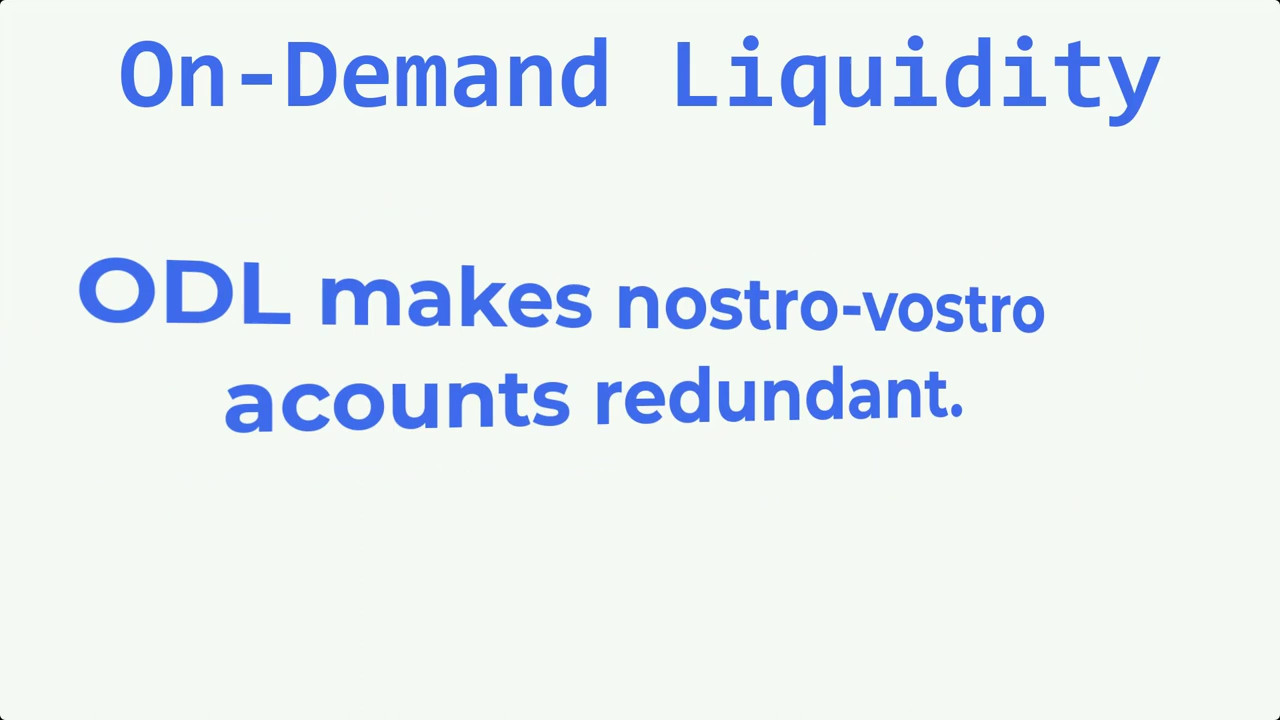 On-Demand Liquidity
ODL makes nostro-vostro
acounts redundant.